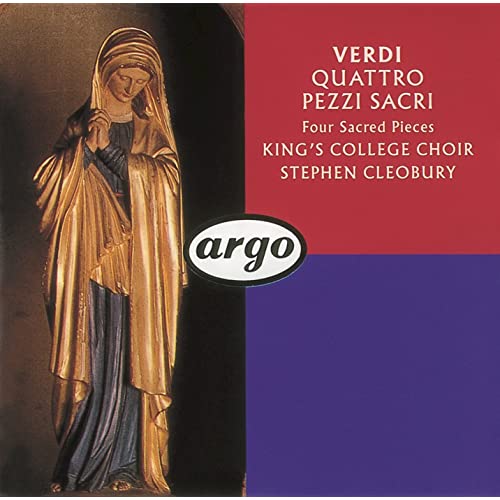 VERDI
QUATTRO
PEZZI SACRI
Four Sacred Pieces
KING'S COLLEGE CHOIR
STEPHEN CLEOBURY
argo